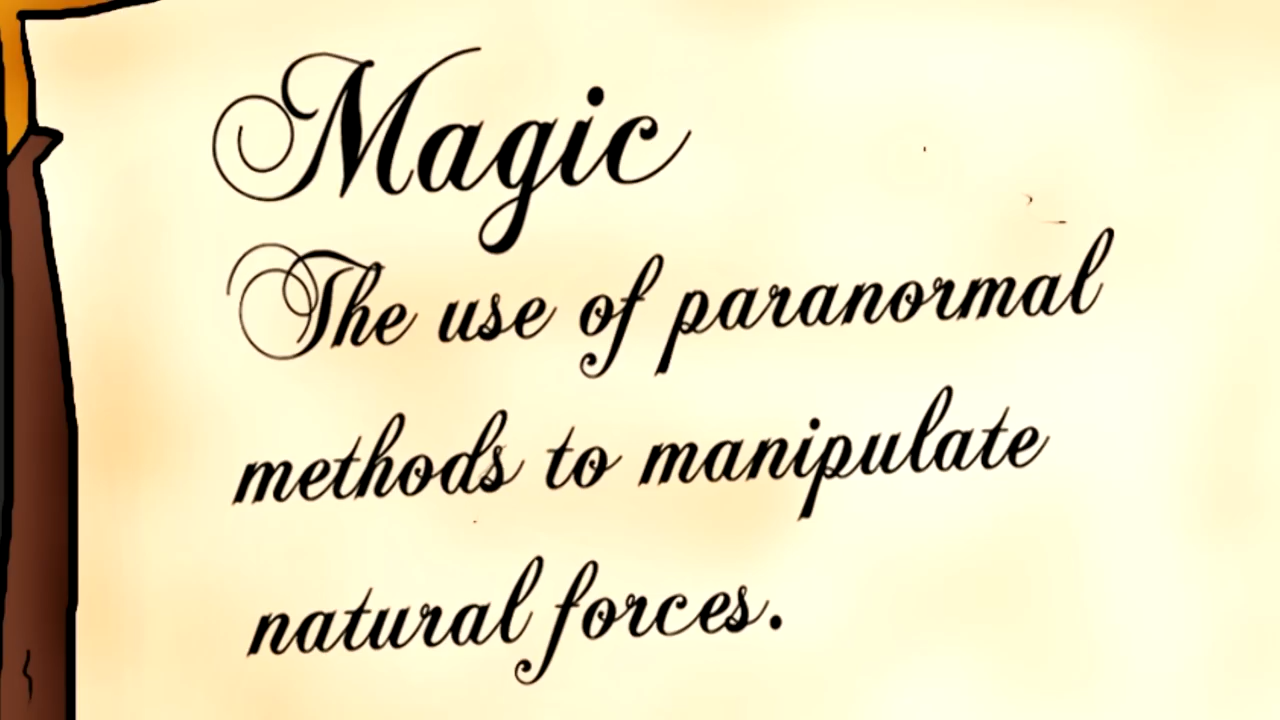 Magic
The use of paranormal
methods to manipulate
natural forces.